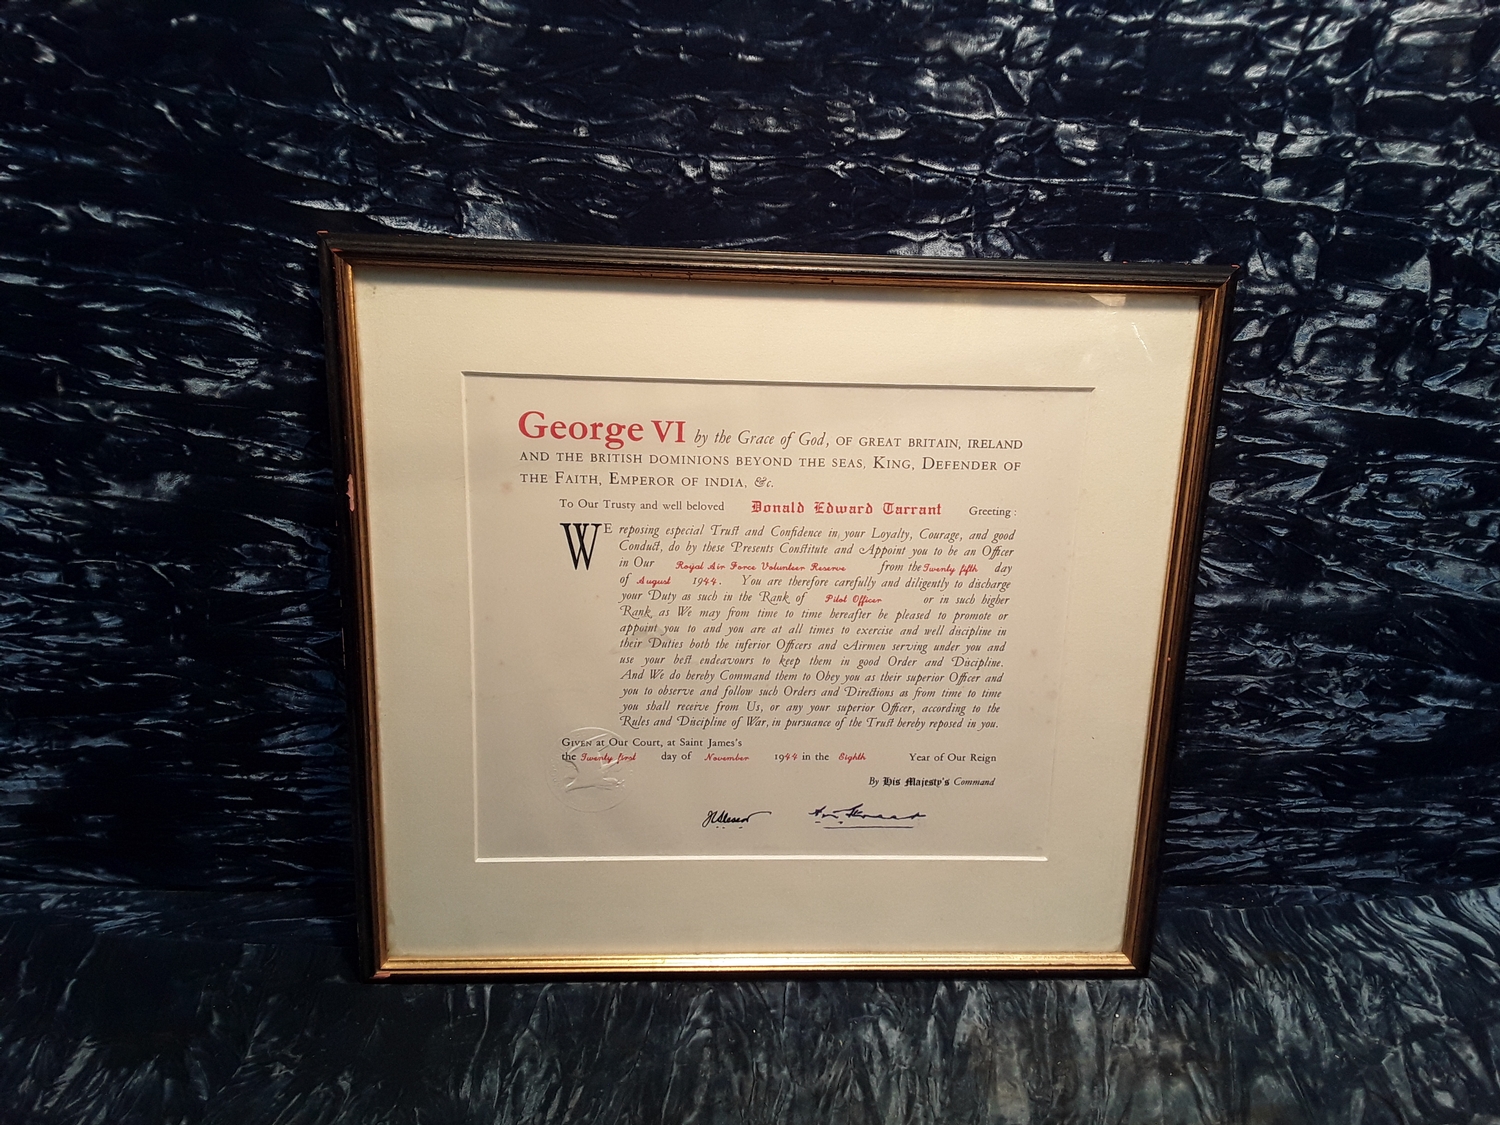 George VI by the Grace of God, OF GREAT BRITAIN, IRELAND
AND THE BRITISH DOMINIONS BEYOND THE SEAS, KING, DEFENDER OF
THE FAITH, EMPEROR OF INDIA, &c.
To Our Trusty and well beloved Donald Edward Tarrant Greeting:
WE reposing especial Trust and Confidence in your Loyalty, Courage, and good
Conduct, do by these Presents Constitute and Appoint you to be an Officer
in Our Royal Air Force Volunteer Reserve from the Twenty fifth day
of August 1944. You are therefore carefully and diligently to discharge
your Duty as such in the Rank of Pilot Officer or in such higher
Rank as We may from time to time hereafter be pleased to promote or
appoint you to and you are at all times to exercise and well discipline in
their Duties both the inferior Officers and Airmen serving under you and
use your best endeavours to keep them in good Order and Discipline.
And We do hereby Command them to Obey you as their superior Officer and
you to observe and follow such Orders and Directions as from time to time
you shall receive from Us, or any your superior Officer, according to the
Rules and Discipline of War, in pursuance of the Trust hereby reposed in you.
GIVEN at Our Court, at Saint James's
the Twenty first day of November 1944 in the Eighth Year of Our Reign
By His Majesty's Command